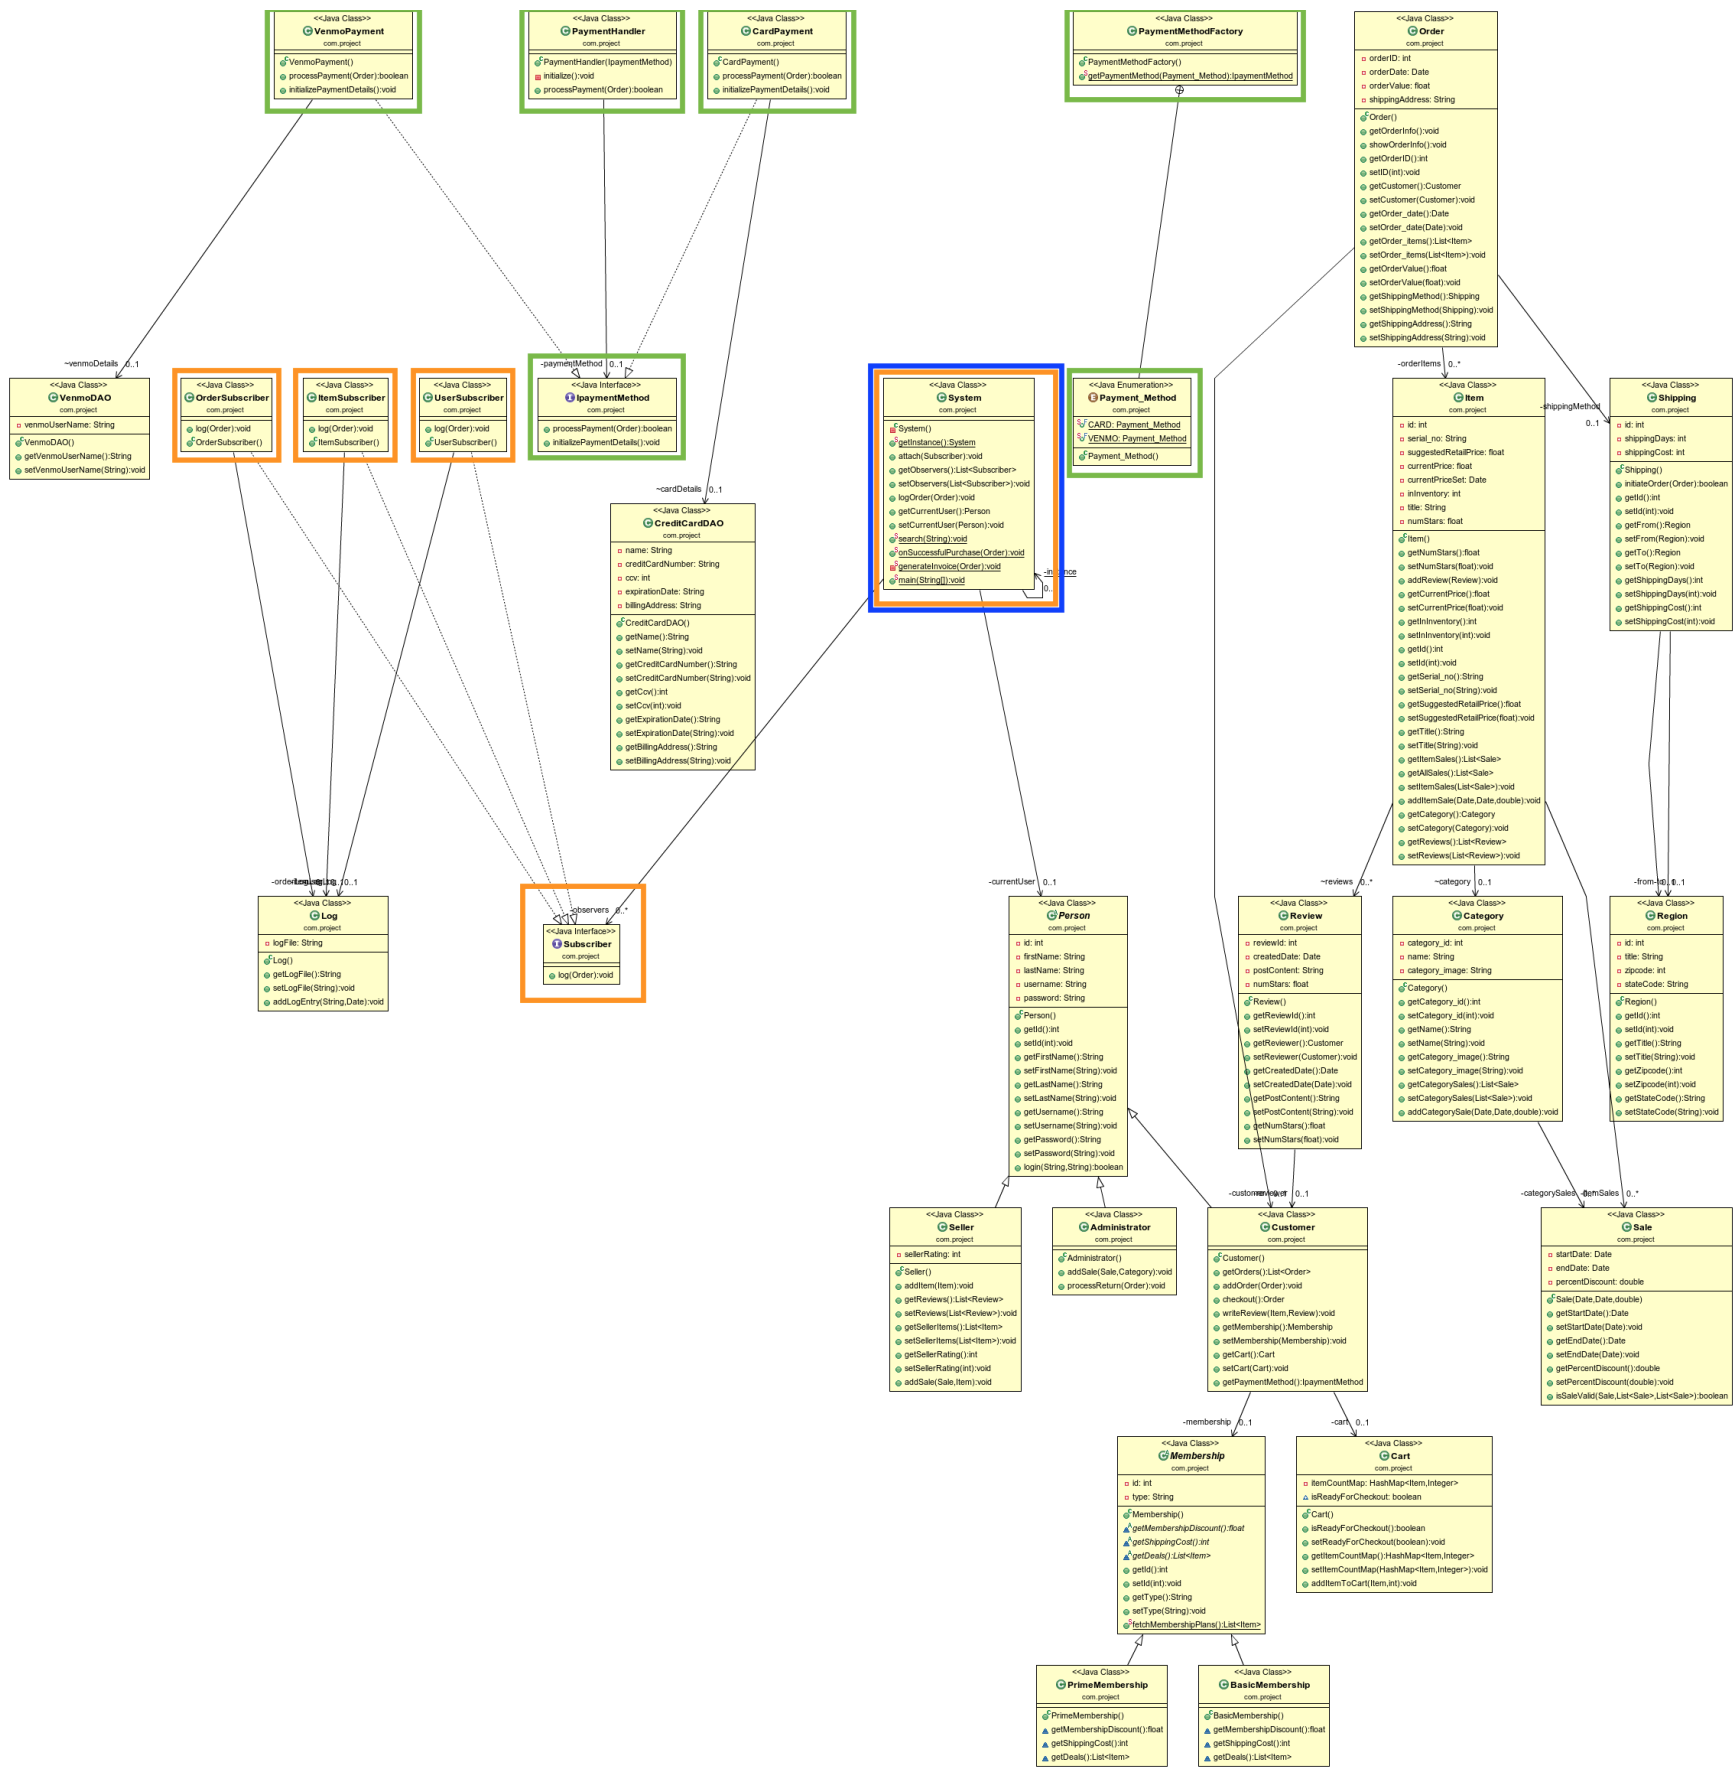 <<Java Class>>
VenmoPayment
com.project
VenmoPayment()
processPayment(Order):boolean
initializePaymentDetails():void
<<Java Class>>
PaymentHandler
com.project
PaymentHandler(IpaymentMethod)
initialize():void
processPayment(Order):boolean
<<Java Class>>
CardPayment
com.project
CardPayment()
processPayment(Order):boolean
initializePaymentDetails():void
<<Java Class>>
PaymentMethodFactory
com.project
PaymentMethodFactory()
getPaymentMethod(Payment_Method):IpaymentMethod
<<Java Class>>
Order
com.project
orderID: int
orderDate: Date
orderValue: float
shippingAddress: String
Order()
getOrderInfo():void
showOrderInfo():void
getOrderID():int
setID(int):void
getCustomer():Customer
setCustomer(Customer):void
getOrder_date():Date
setOrder_date(Date):void
getOrder_items():List<Item>
setOrder_items(List<Item>):void
getOrderValue():float
setOrderValue(float):void
getShippingMethod():Shipping
setShippingMethod(Shipping):void
getShippingAddress():String
setShippingAddress(String):void
~venmoDetails 0..1
-paymentMethod 0..1
-orderItems 0..*
-shippingMethod
0..1
<<Java Class>>
VenmoDAO
com.project
venmoUserName: String
VenmoDAO()
getVenmoUserName():String
setVenmoUserName(String):void
<<Java Class>>
OrderSubscriber
com.project
log(Order):void
OrderSubscriber()
<<Java Class>>
ItemSubscriber
com.project
log(Order):void
ItemSubscriber()
<<Java Class>>
UserSubscriber
com.project
log(Order):void
UserSubscriber()
<<Java Interface>>
IpaymentMethod
com.project
processPayment(Order):boolean
initializePaymentDetails():void
<<Java Class>>
System
com.project
System()
getInstance():System
attach(Subscriber):void
getObservers():List<Subscriber>
setObservers(List<Subscriber>):void
logOrder(Order):void
getCurrentUser():Person
setCurrentUser(Person):void
search(String):void
onSuccessfulPurchase(Order):void
generateInvoice(Order):void
main(String[]):void
<<Java Enumeration>>
Payment_Method
com.project
CARD: Payment_Method
VENMO: Payment_Method
Payment_Method()
<<Java Class>>
Item
com.project
id: int
serial_no: String
suggestedRetailPrice: float
currentPrice: float
currentPriceSet: Date
inInventory: int
title: String
numStars: float
Item()
getNumStars():float
setNumStars(float):void
addReview(Review):void
getCurrentPrice():float
setCurrentPrice(float):void
getInInventory():int
setInInventory(int):void
getId():int
setId(int):void
getSerial_no():String
setSerial_no(String):void
getSuggestedRetailPrice():float
setSuggestedRetailPrice(float):void
getTitle():String
setTitle(String):void
getItemSales():List<Sale>
getAllSales():List<Sale>
setItemSales(List<Sale>):void
addItemSale(Date,Date,double):void
getCategory():Category
setCategory(Category):void
getReviews():List<Review>
setReviews(List<Review>):void
<<Java Class>>
Shipping
com.project
id: int
shippingDays: int
shippingCost: int
Shipping()
initiateOrder(Order):boolean
getId():int
setId(int):void
getFrom():Region
setFrom(Region):void
getTo():Region
setTo(Region):void
getShippingDays():int
setShippingDays(int):void
getShippingCost():int
setShippingCost(int):void
~cardDetails 0..1
<<Java Class>>
CreditCardDAO
com.project
name: String
creditCardNumber: String
ccv: int
expirationDate: String
billingAddress: String
CreditCardDAO()
getName():String
setName(String):void
getCreditCardNumber():String
setCreditCardNumber(String):void
getCcv():int
setCcv(int):void
getExpirationDate():String
setExpirationDate(String):void
getBillingAddress():String
setBillingAddress(String):void
0..1
<<Java Class>>
Log
com.project
logFile: String
Log()
getLogFile():String
setLogFile(String):void
addLogEntry(String,Date):void
-observers 0..*
<<Java Interface>>
Subscriber
com.project
log(Order):void
-currentUser 0..1
<<Java Class>>
Person
com.project
id: int
firstName: String
lastName: String
username: String
password: String
Person()
getId():int
setId(int):void
getFirstName():String
setFirstName(String):void
getLastName():String
setLastName(String):void
getUsername():String
setUsername(String):void
getPassword():String
setPassword(String):void
login(String,String):boolean
~reviews 0..*
<<Java Class>>
Review
com.project
reviewId: int
createdDate: Date
postContent: String
numStars: float
Review()
getReviewId():int
setReviewId(int):void
getReviewer():Customer
setReviewer(Customer):void
getCreatedDate():Date
setCreatedDate(Date):void
getPostContent():String
setPostContent(String):void
getNumStars():float
setNumStars(float):void
~category 0..1
<<Java Class>>
Category
com.project
category_id: int
name: String
category_image: String
Category()
getCategory_id():int
setCategory_id(int):void
getName():String
setName(String):void
getCategory_image():String
setCategory_image(String):void
getCategorySales():List<Sale>
setCategorySales(List<Sale>):void
addCategorySale(Date,Date,double):void
-from
<<Java Class>>
Region
com.project
id: int
title: String
zipcode: int
stateCode: String
Region()
getId():int
setId(int):void
getTitle():String
setTitle(String):void
getZipcode():int
setZipcode(int):void
getStateCode():String
setStateCode(String):void
0..1
-categorySales
0..*
<<Java Class>>
Seller
com.project
sellerRating: int
Seller()
addItem(Item):void
getReviews():List<Review>
setReviews(List<Review>):void
getSellerItems():List<Item>
setSellerItems(List<Item>):void
getSellerRating():int
setSellerRating(int):void
addSale(Sale,Item):void
<<Java Class>>
Administrator
com.project
Administrator()
addSale(Sale,Category):void
processReturn(Order):void
<<Java Class>>
Customer
com.project
Customer()
getOrders():List<Order>
addOrder(Order):void
checkout():Order
writeReview(Item,Review):void
getMembership():Membership
setMembership(Membership):void
getCart():Cart
setCart(Cart):void
getPaymentMethod():IpaymentMethod
<<Java Class>>
Sale
com.project
startDate: Date
endDate: Date
percentDiscount: double
Sale(Date,Date,double)
getStartDate():Date
setStartDate(Date):void
getEndDate():Date
setEndDate(Date):void
getPercentDiscount():double
setPercentDiscount(double):void
isSaleValid(Sale,List<Sale>,List<Sale>):boolean
-membership 0..1
-cart 0..1
<<Java Class>>
Membership
com.project
id: int
type: String
Membership()
getMembershipDiscount():float
getShippingCost():int
getDeals():List<Item>
getId():int
setId(int):void
getType():String
setType(String):void
fetchMembershipPlans():List<Item>
<<Java Class>>
Cart
com.project
itemCountMap: HashMap<Item,Integer>
isReadyForCheckout: boolean
Cart()
isReadyForCheckout():boolean
setReadyForCheckout(boolean):void
getItemCountMap():HashMap<Item,Integer>
setItemCountMap(HashMap<Item,Integer>):void
addItemToCart(Item,int):void
<<Java Class>>
PrimeMembership
com.project
PrimeMembership()
getMembershipDiscount():float
getShippingCost():int
getDeals():List<Item>
<<Java Class>>
BasicMembership
com.project
BasicMembership()
getMembershipDiscount():float
getShippingCost():int
getDeals():List<Item>